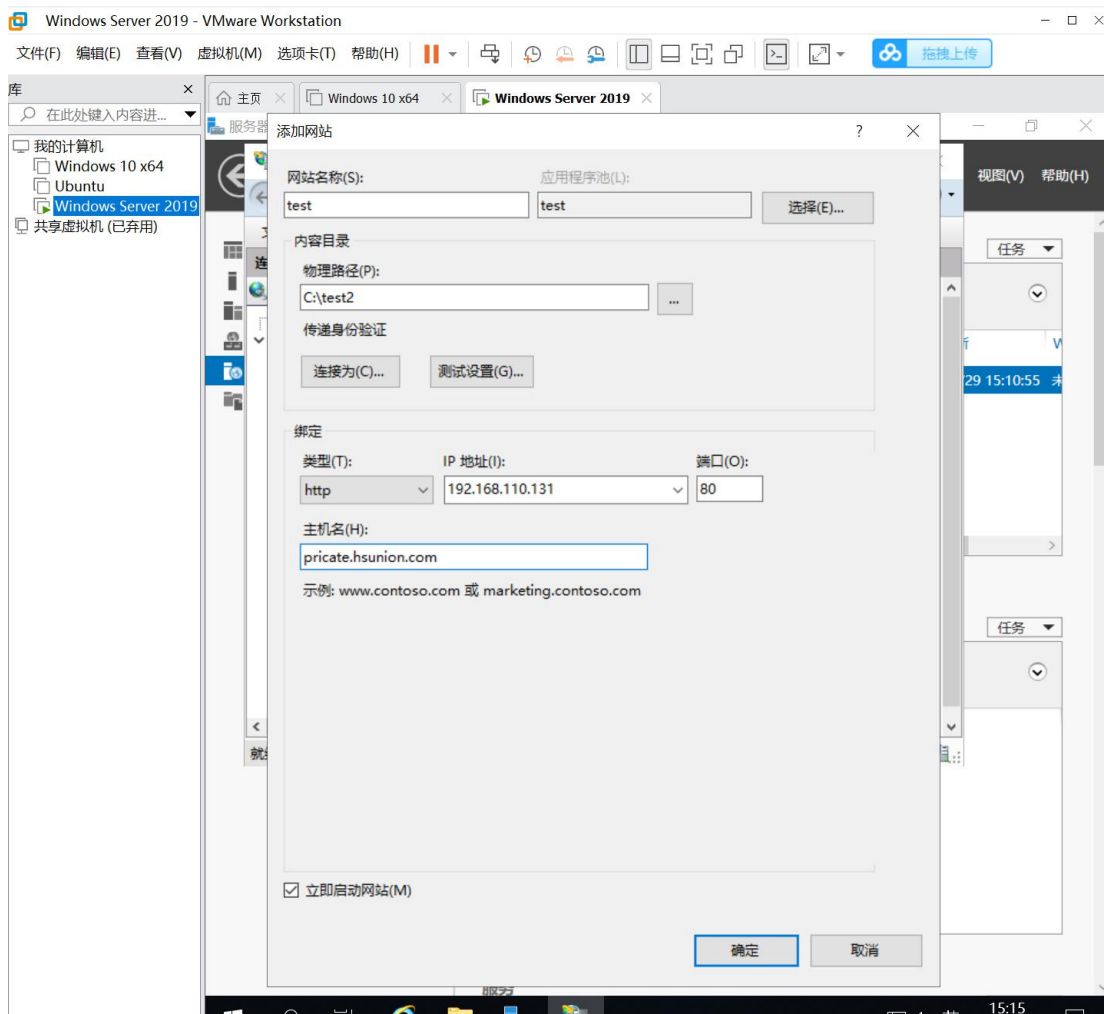 Windows Server 2019 - VMware Workstation
文件(F) 编辑(E) 查看(V) 虚拟机(M) 选项卡(T) 帮助(H)
拖拽上传
库
在此处键入内容进...
我的计算机
Windows 10 x64
Ubuntu
Windows Server 2019
共享虚拟机 (已弃用)
主页 Windows 10 x64 Windows Server 2019
服务器
添加网站
视图(V) 帮助(H)
网站名称(S): 应用程序池(L):
test test 选择(E)...
内容目录
任务
物理路径(P):
C:\test2 ...
传递身份验证
连接为(C)... 测试设置(G)...
29 15:10:55
绑定
类型(T): IP 地址(I): 端口(O):
http 192.168.110.131 80
主机名(H):
pricate.hsunion.com
示例: www.contoso.com 或 marketing.contoso.com
任务
立即启动网站(M)
确定 取消
15:15